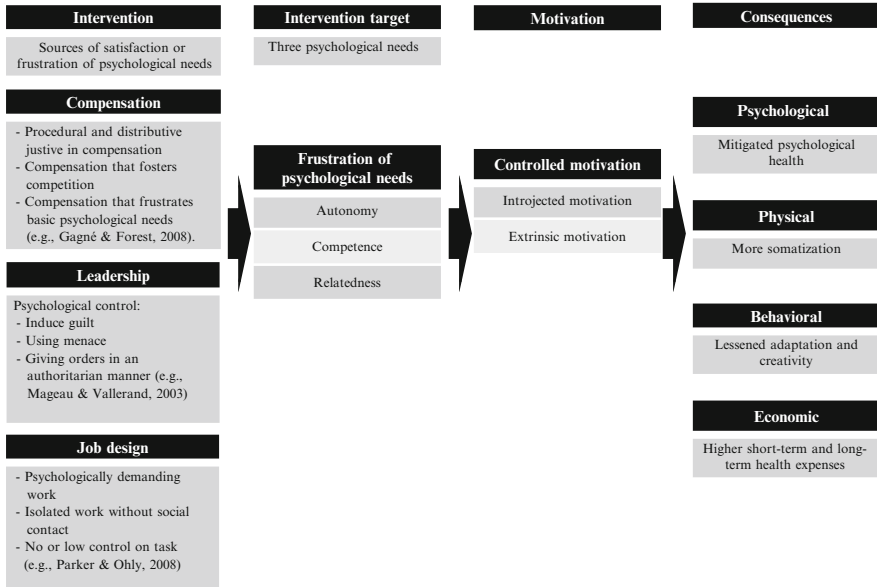 Intervention
Sources of satisfaction or
frustration of psychological needs
Compensation
- Procedural and distributive
justive in compensation
- Compensation that fosters
competition
- Compensation that frustrates
basic psychological needs
(e.g., Gagné & Forest, 2008).
Leadership
Psychological control:
- Induce guilt
- Using menace
- Giving orders in an
authoritarian manner (e.g.,
Mageau & Vallerand, 2003)
Job design
- Psychologically demanding
work
- Isolated work without social
contact
- No or low control on task
(e.g., Parker & Ohly, 2008)
Intervention target
Three psychological needs
Frustration of
psychological needs
Autonomy
Competence
Relatedness
Motivation
Controlled motivation
Introjected motivation
Extrinsic motivation
Consequences
Psychological
Mitigated psychological
health
Physical
More somatization
Behavioral
Lessened adaptation and
creativity
Economic
Higher short-term and long-
term health expenses